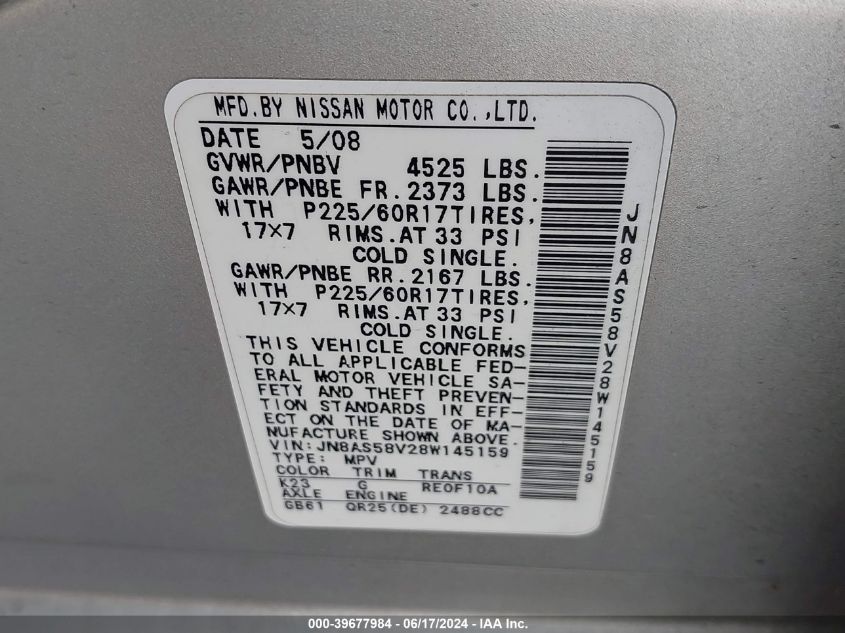 MFD.BY NISSAN MOTOR CO.,LTD.
DATE 5/08
GVWR/PNBV 4525 LBS.
GAWR/PNBE FR.2373 LBS.
WITH P225/60R17TIRES,
17×7 RIMS.AT 33 PSI
COLD SINGLE.
GAWR/PNBE RR.2167 LBS.
WITH P225/60R17TIRES,
17×7 RIMS.AT 33 PSI
COLD SINGLE.
THIS VEHICLE CONFORMS
TO ALL APPLICABLE FED-
ERAL MOTOR VEHICLE SA-
FETY AND THEFT PREVEN-
TION STANDARDS IN EFF-
ECT ON THE DATE OF MA-
NUFACTURE SHOWN ABOVE.
VIN:JN8AS58V28W145159
TYPE: MPV
COLOR TRIM TRANS
K23 G RE0F10A
AXLE ENGINE
GB61 QR25(DE) 2488CC
JN8AS58V28W145159
000-39677984 - 06/17/2024 - IAA Inc.